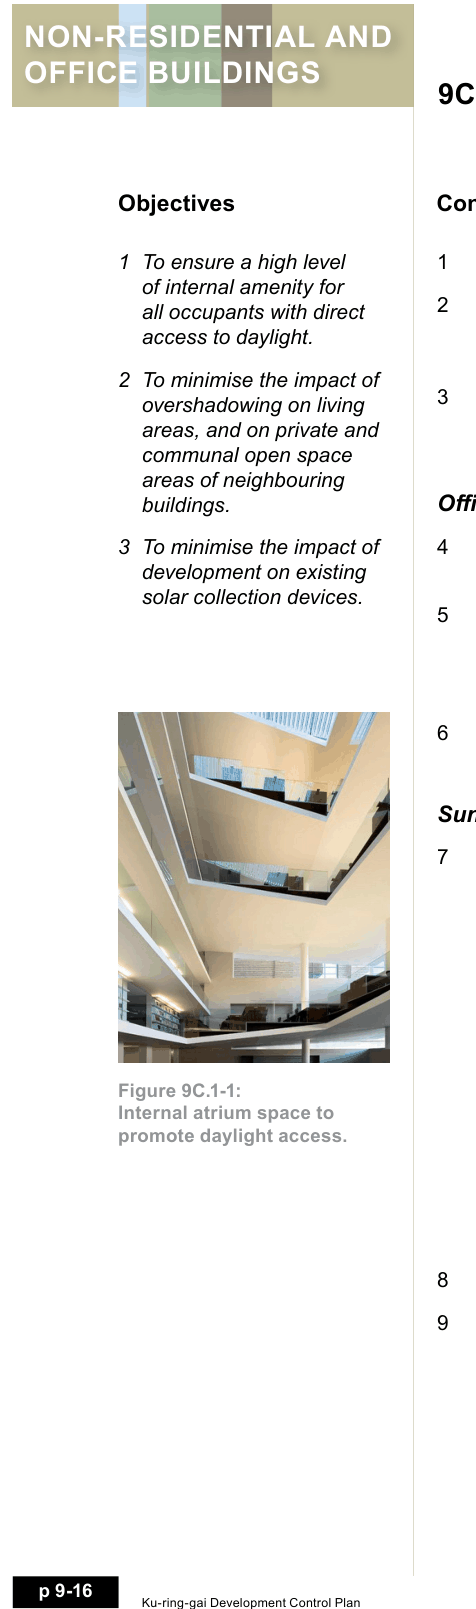 NON-RESIDENTIAL AND
OFFICE BUILDINGS
Objectives
1 To ensure a high level
of internal amenity for
all occupants with direct
access to daylight.
2 To minimise the impact of
overshadowing on living
areas, and on private and
communal open space
areas of neighbouring
buildings.
3 To minimise the impact of
development on existing
solar collection devices.
Figure 9C.1-1:
Internal atrium space to
promote daylight access.
p 9-16
Ku-ring-gai Development Control Plan
9C
1
2
3
4
5
6
7
8
9